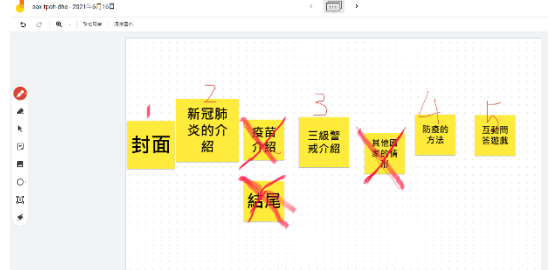 2021年6月16日
1
2
3
4
5
封面
新冠肺
炎的介
紹
疫苗
介紹
三級警
戒介紹
其他國
家的情
形
防疫的
方法
互動問
答遊戲
結尾